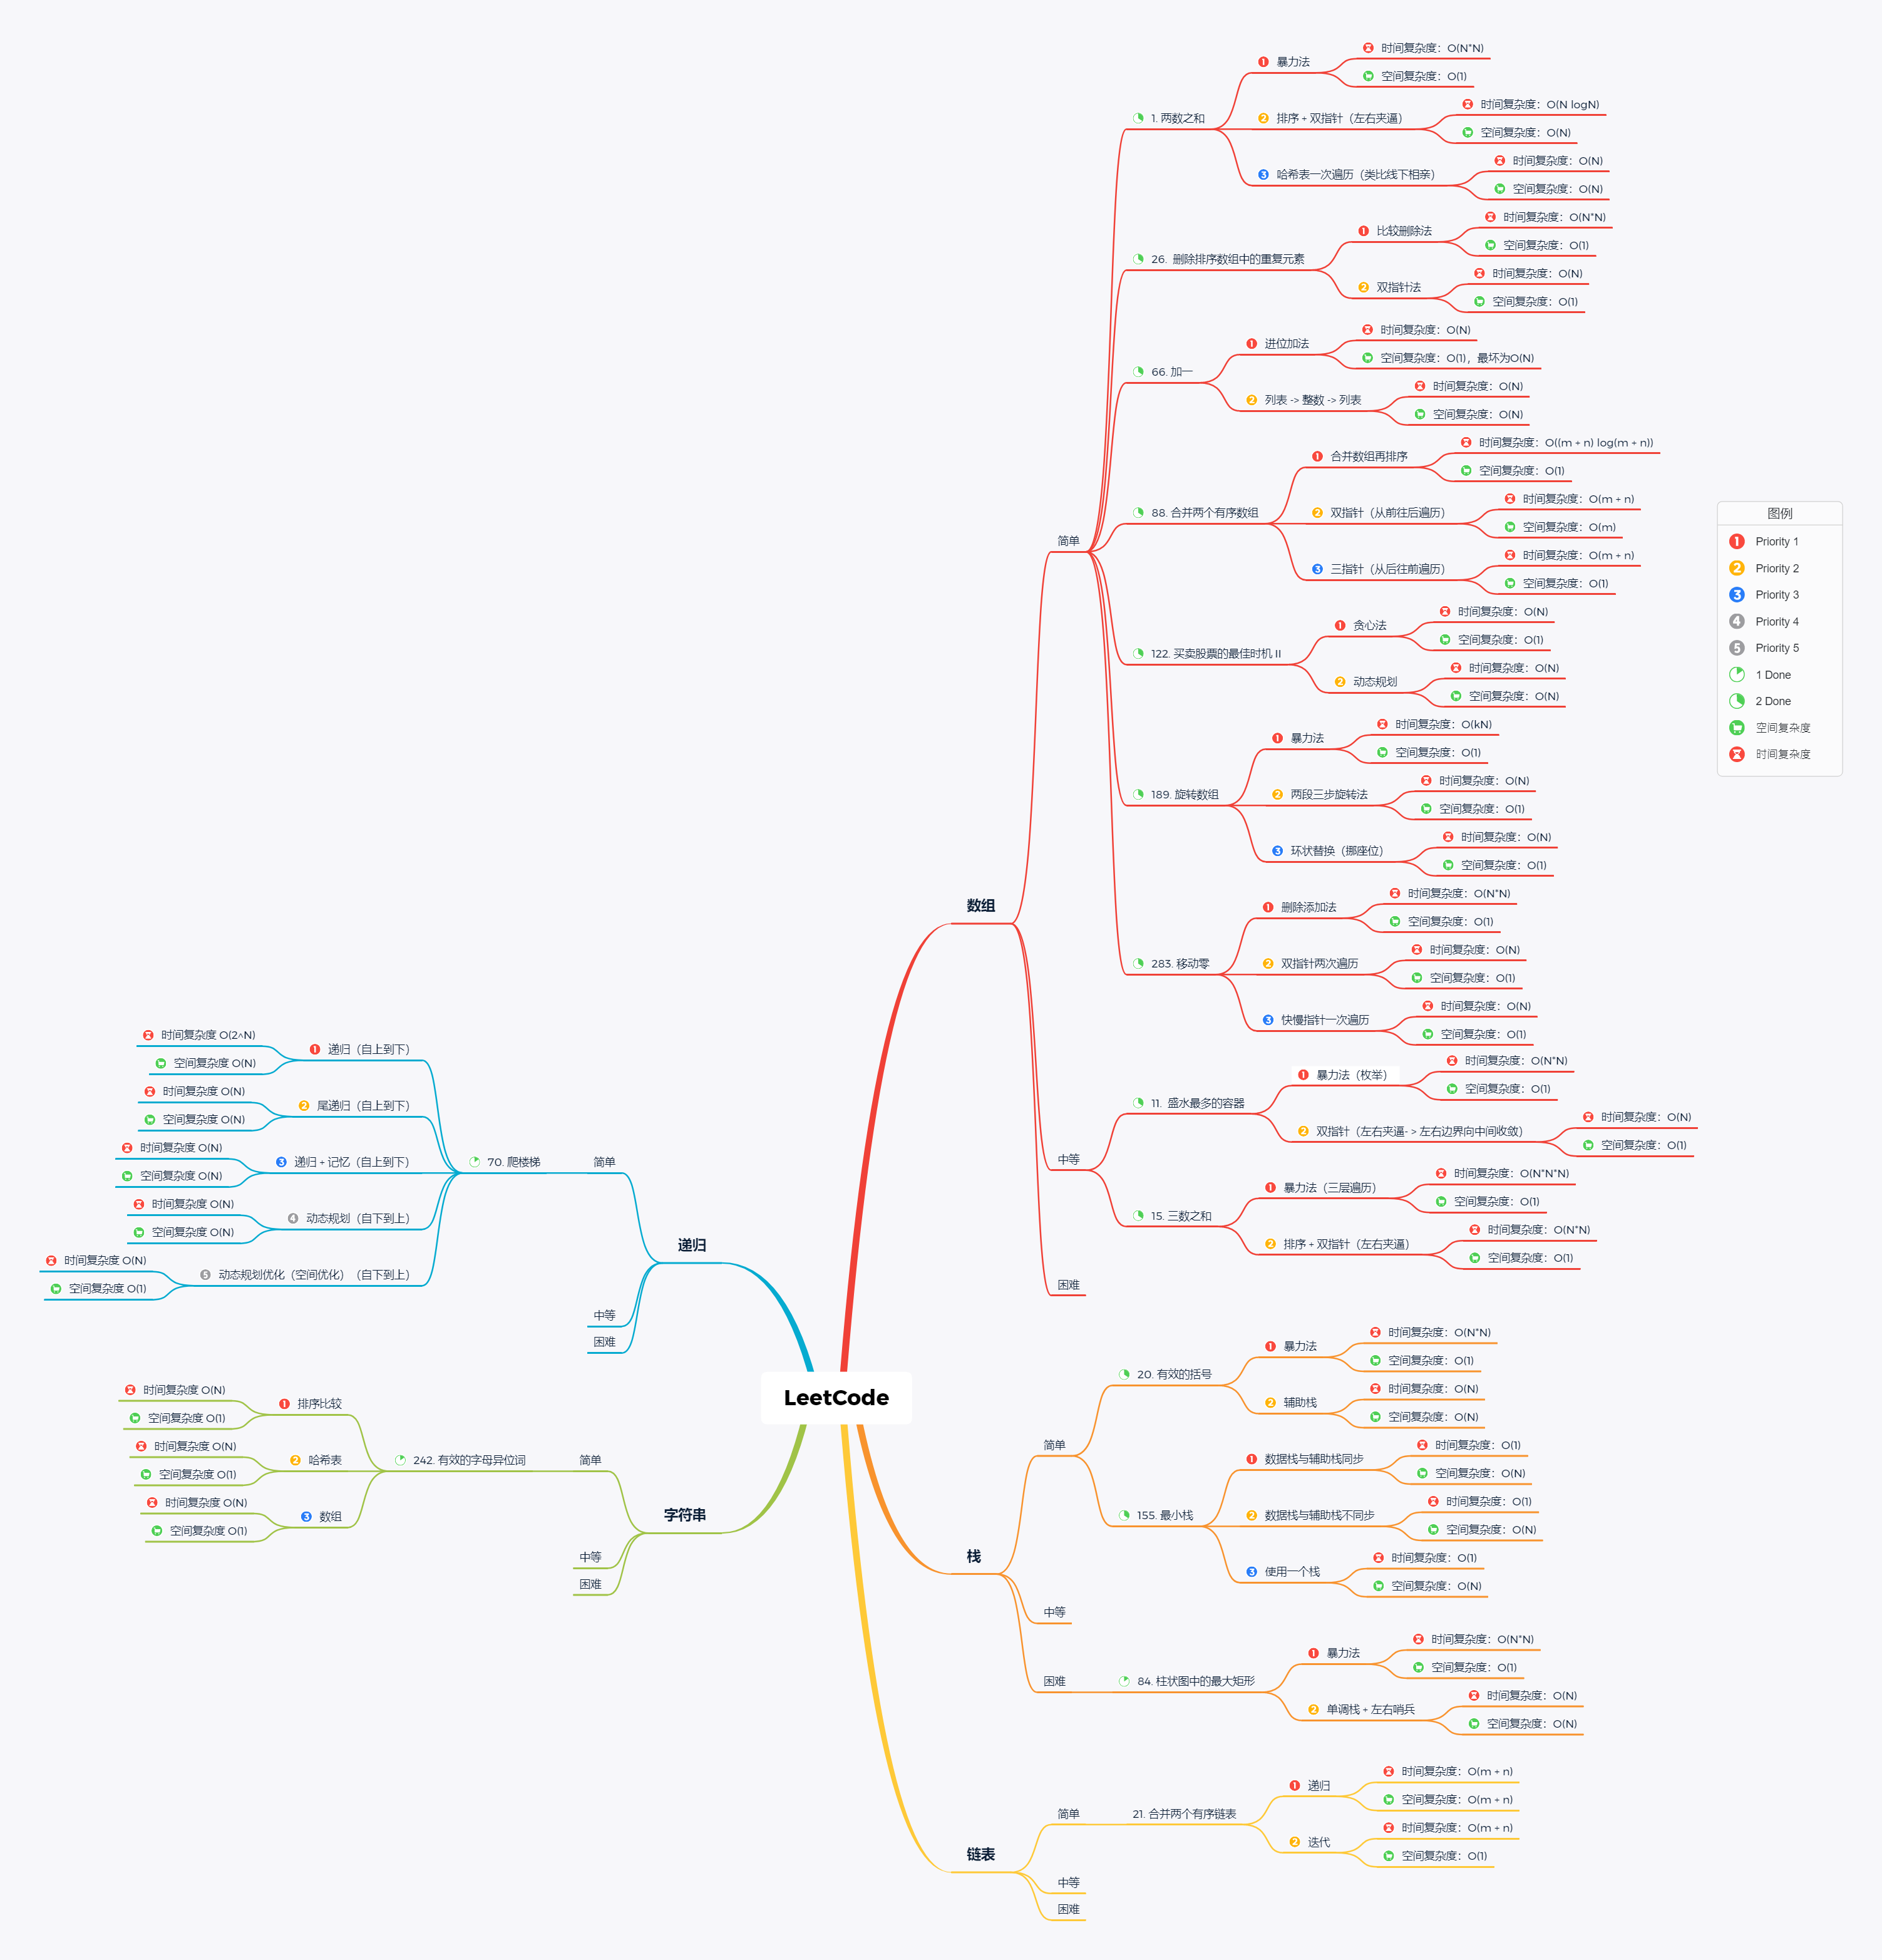 LeetCode
数组
简单
1. 两数之和
暴力法
时间复杂度：O(N*N)
空间复杂度：O(1)
排序 + 双指针（左右夹逼）
时间复杂度：O(N logN)
空间复杂度：O(N)
哈希表一次遍历（类比线下相亲）
时间复杂度：O(N)
空间复杂度：O(N)
26. 删除排序数组中的重复元素
比较删除法
时间复杂度：O(N*N)
空间复杂度：O(1)
双指针法
时间复杂度：O(N)
空间复杂度：O(1)
66. 加一
进位加法
时间复杂度：O(N)
空间复杂度：O(1)，最坏为O(N)
列表 -> 整数 -> 列表
时间复杂度：O(N)
空间复杂度：O(N)
88. 合并两个有序数组
合并数组再排序
时间复杂度：O((m + n) log(m + n))
空间复杂度：O(1)
双指针（从前往后遍历）
时间复杂度：O(m + n)
空间复杂度：O(m)
三指针（从后往前遍历）
时间复杂度：O(m + n)
空间复杂度：O(1)
122. 买卖股票的最佳时机 II
贪心法
时间复杂度：O(N)
空间复杂度：O(1)
动态规划
时间复杂度：O(N)
空间复杂度：O(N)
189. 旋转数组
暴力法
时间复杂度：O(kN)
空间复杂度：O(1)
两段三步旋转法
时间复杂度：O(N)
空间复杂度：O(1)
环状替换（挪座位）
时间复杂度：O(N)
空间复杂度：O(1)
283. 移动零
删除添加法
时间复杂度：O(N*N)
空间复杂度：O(1)
双指针两次遍历
时间复杂度：O(N)
空间复杂度：O(1)
快慢指针一次遍历
时间复杂度：O(N)
空间复杂度：O(1)
中等
11. 盛水最多的容器
暴力法（枚举）
时间复杂度：O(N*N)
空间复杂度：O(1)
双指针（左右夹逼- > 左右边界向中间收敛）
时间复杂度：O(N)
空间复杂度：O(1)
15. 三数之和
暴力法（三层遍历）
时间复杂度：O(N*N*N)
空间复杂度：O(1)
排序 + 双指针（左右夹逼）
时间复杂度：O(N*N)
空间复杂度：O(1)
困难
栈
简单
20. 有效的括号
暴力法
时间复杂度：O(N*N)
空间复杂度：O(1)
辅助栈
时间复杂度：O(N)
空间复杂度：O(N)
155. 最小栈
数据栈与辅助栈同步
时间复杂度：O(1)
空间复杂度：O(N)
数据栈与辅助栈不同步
时间复杂度：O(1)
空间复杂度：O(N)
使用一个栈
时间复杂度：O(1)
空间复杂度：O(N)
中等
困难
84. 柱状图中的最大矩形
暴力法
时间复杂度：O(N*N)
空间复杂度：O(1)
单调栈 + 左右哨兵
时间复杂度：O(N)
空间复杂度：O(N)
链表
简单
21. 合并两个有序链表
递归
时间复杂度：O(m + n)
空间复杂度：O(m + n)
迭代
时间复杂度：O(m + n)
空间复杂度：O(1)
中等
困难
递归
简单
70. 爬楼梯
递归（自上到下）
时间复杂度 O(2^N)
空间复杂度 O(N)
尾递归（自上到下）
时间复杂度 O(N)
空间复杂度 O(N)
递归 + 记忆（自上到下）
时间复杂度 O(N)
空间复杂度 O(N)
动态规划（自下到上）
时间复杂度 O(N)
空间复杂度 O(N)
动态规划优化（空间优化）（自下到上）
时间复杂度 O(N)
空间复杂度 O(1)
中等
困难
字符串
简单
242. 有效的字母异位词
排序比较
时间复杂度 O(N)
空间复杂度 O(1)
哈希表
时间复杂度 O(N)
空间复杂度 O(1)
数组
时间复杂度 O(N)
空间复杂度 O(1)
中等
困难
图例
1 Priority 1
2 Priority 2
3 Priority 3
4 Priority 4
5 Priority 5
1 Done
2 Done
空间复杂度
时间复杂度